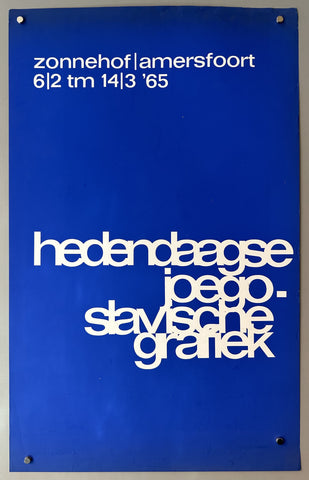 zonnehof|amersfoort
6|2 tm 14|3 '65
hedendaagse
joego-
slavische
grafiek